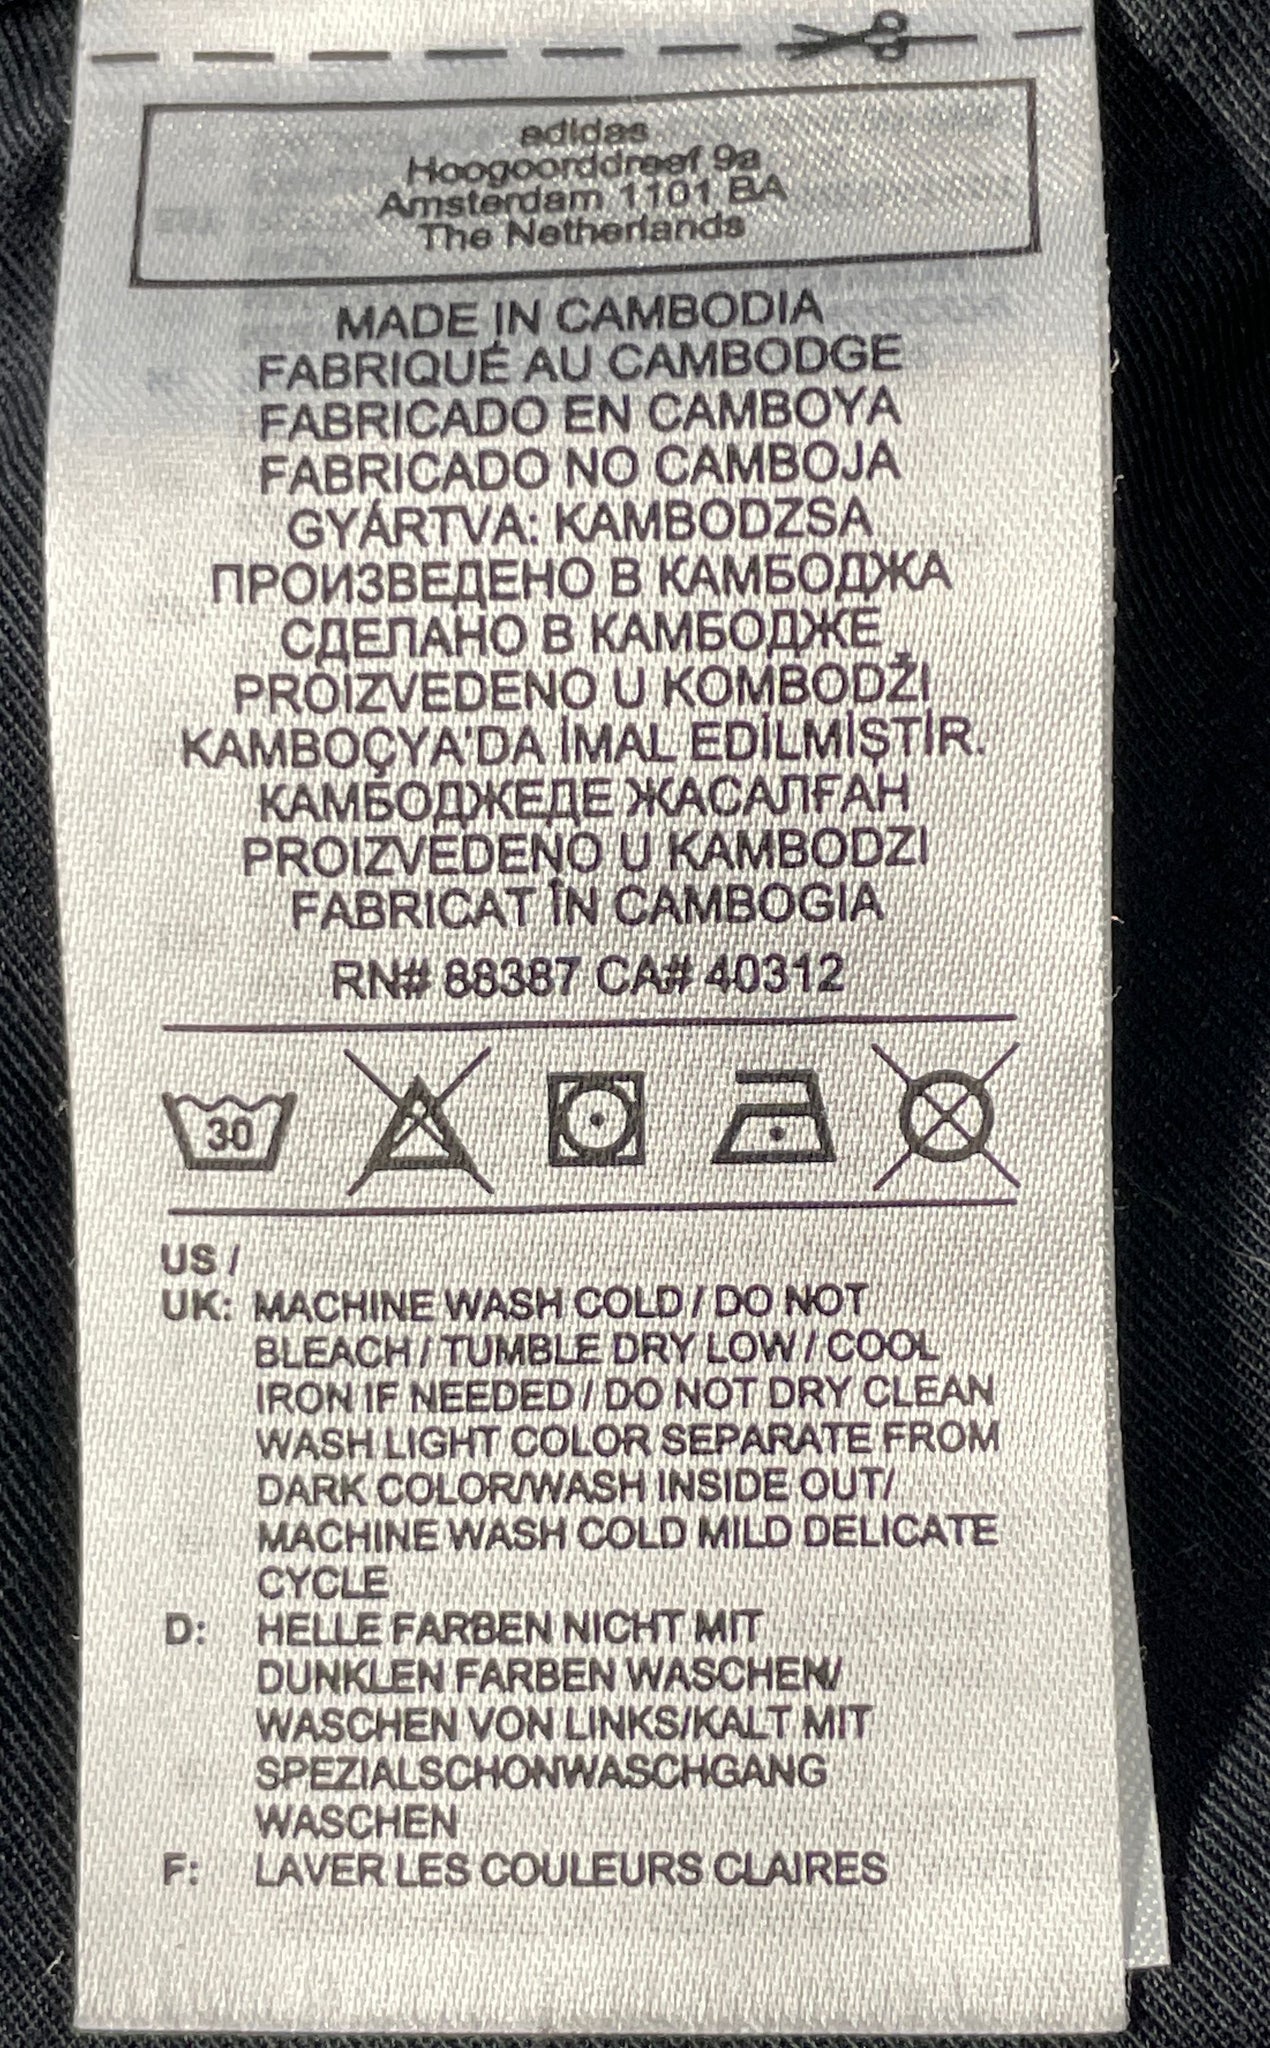 adidas
Hoogoorddreef 9a
Amsterdam 1101 BA
The Netherlands
MADE IN CAMBODIA
FABRIQUÉ AU CAMBODGE
FABRICADO EN CAMBOYA
FABRICADO NO CAMBOJA
GYÁRTVA: KAMBODZSA
ПРОИЗВЕДЕНО В КАМБОДЖА
СДЕЛАНО В КАМБОДЖЕ
PROIZVEDENO U KOMBODŽI
KAMBOÇYA'DA İMAL EDİLMİŞTİR.
КАМБОДЖЕДЕ ЖАСАЛҒАН
PROIZVEDENO U KAMBODZI
FABRICAT ÎN CAMBOGIA
RN# 88387 CA# 40312
30
US /
UK: MACHINE WASH COLD / DO NOT
BLEACH / TUMBLE DRY LOW / COOL
IRON IF NEEDED / DO NOT DRY CLEAN
WASH LIGHT COLOR SEPARATE FROM
DARK COLOR/WASH INSIDE OUT/
MACHINE WASH COLD MILD DELICATE
CYCLE
D: HELLE FARBEN NICHT MIT
DUNKLEN FARBEN WASCHEN/
WASCHEN VON LINKS/KALT MIT
SPEZIALSCHONWASCHGANG
WASCHEN
F: LAVER LES COULEURS CLAIRES